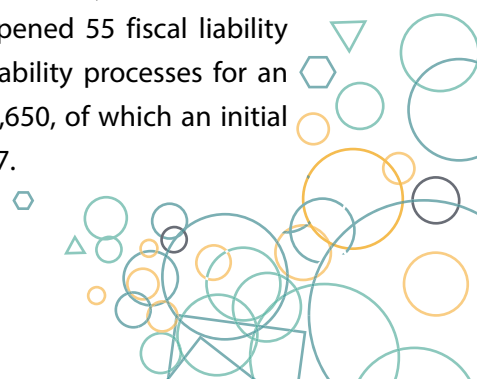 pened 55 fiscal liability
ability processes for an
,650, of which an initial
7.